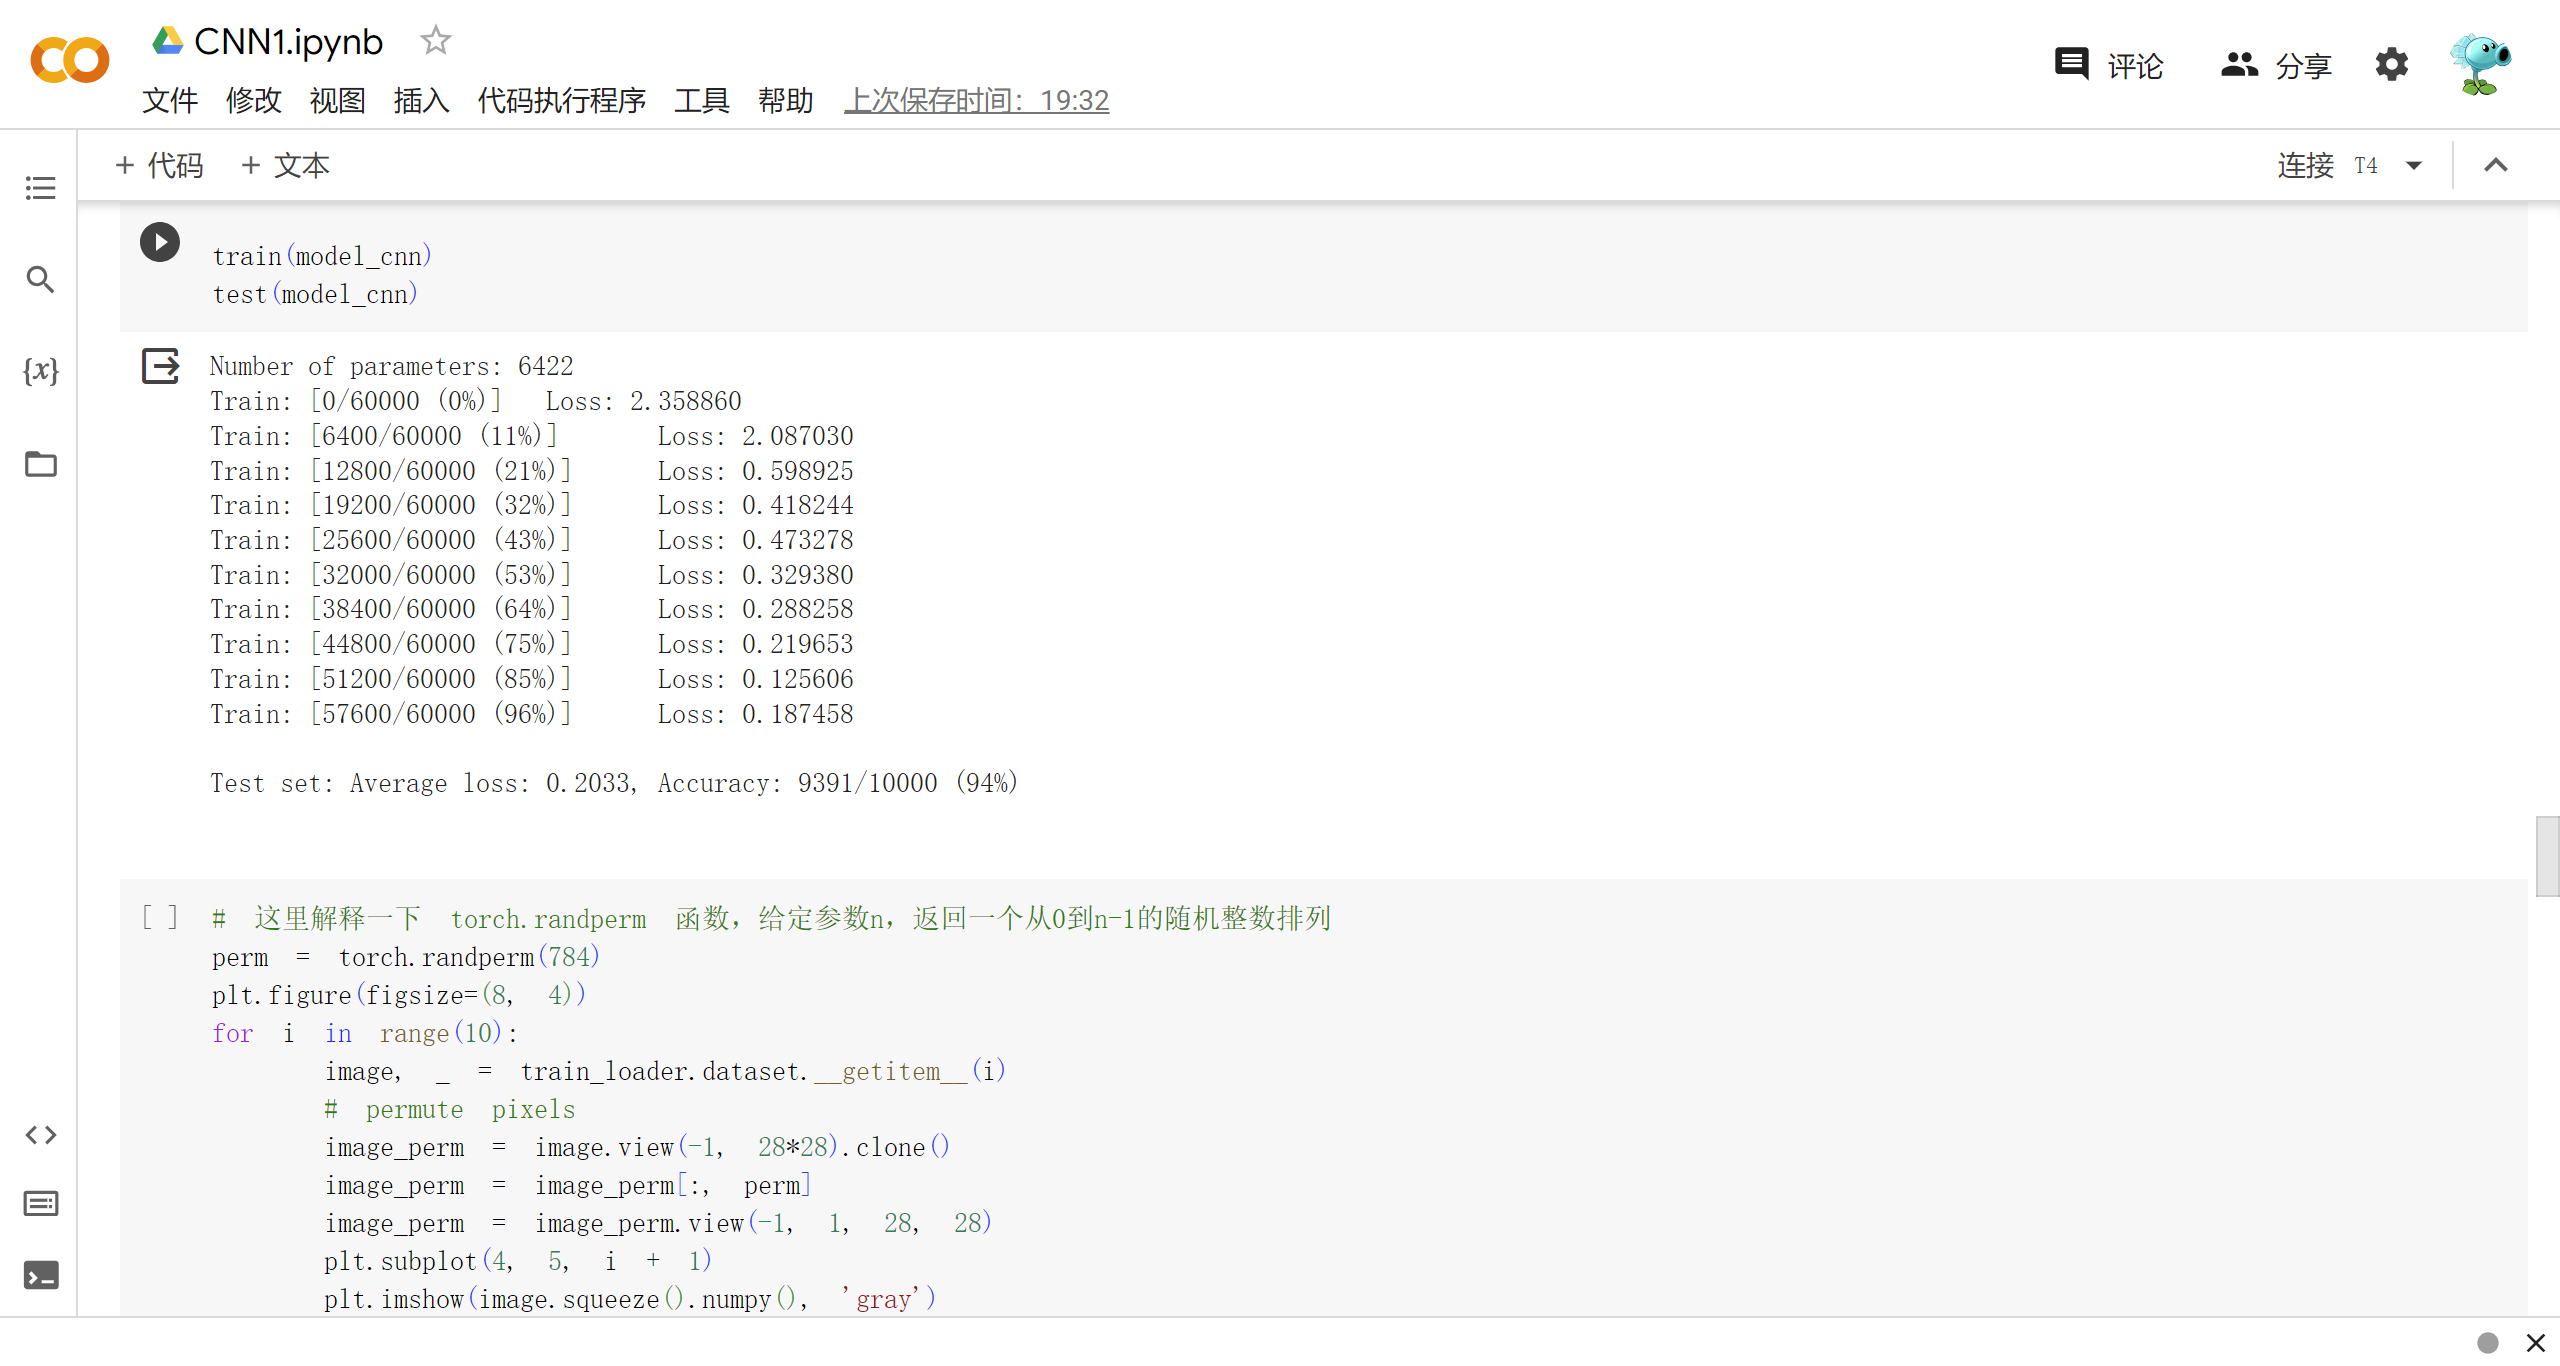 CNN1.ipynb
文件 修改 视图 插入 代码执行程序 工具 帮助 上次保存时间：19:32
评论 分享
+ 代码 + 文本
连接 T4
train(model_cnn)
test(model_cnn)
Number of parameters: 6422
Train: [0/60000 (0%)] Loss: 2.358860
Train: [6400/60000 (11%)] Loss: 2.087030
Train: [12800/60000 (21%)] Loss: 0.598925
Train: [19200/60000 (32%)] Loss: 0.418244
Train: [25600/60000 (43%)] Loss: 0.473278
Train: [32000/60000 (53%)] Loss: 0.329380
Train: [38400/60000 (64%)] Loss: 0.288258
Train: [44800/60000 (75%)] Loss: 0.219653
Train: [51200/60000 (85%)] Loss: 0.125606
Train: [57600/60000 (96%)] Loss: 0.187458
Test set: Average loss: 0.2033, Accuracy: 9391/10000 (94%)
[ ] # 这里解释一下 torch.randperm 函数，给定参数n，返回一个从0到n-1的随机整数排列
perm = torch.randperm(784)
plt.figure(figsize=(8, 4))
for i in range(10):
image, _ = train_loader.dataset.__getitem__(i)
# permute pixels
image_perm = image.view(-1, 28*28).clone()
image_perm = image_perm[:, perm]
image_perm = image_perm.view(-1, 1, 28, 28)
plt.subplot(4, 5, i + 1)
plt.imshow(image.squeeze().numpy(), 'gray')